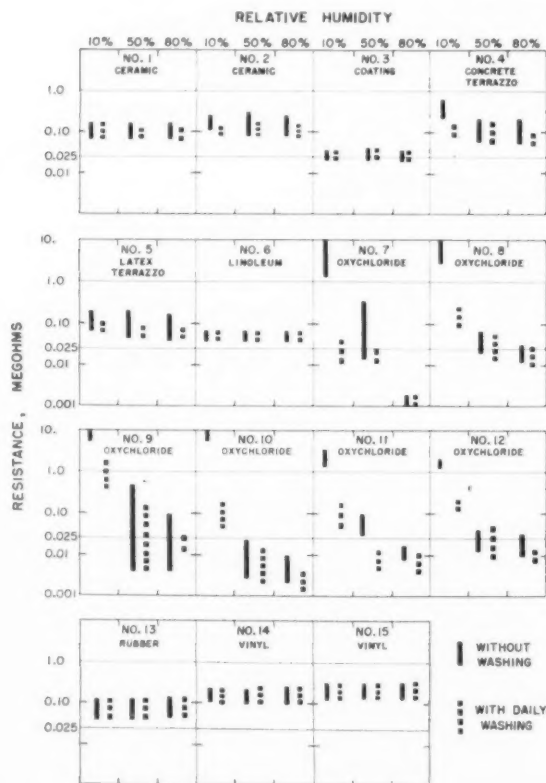 RELATIVE HUMIDITY
10% 50% 80% 10% 50% 80% 10% 50% 80% 10% 50% 80%
NO. 1 NO. 2 NO. 3 NO. 4
CERAMIC CERAMIC COATING CONCRETE TERRAZZO
1.0
0.10
0.025
0.01
10.
NO. 5 NO. 6 NO. 7 NO. 8
LATEX TERRAZZO LINOLEUM OXYCHLORIDE OXYCHLORIDE
1.0
0.10
0.025
0.01
0.001
RESISTANCE, MEGOHMS
10.
NO. 9 NO. 10 NO. 11 NO. 12
OXYCHLORIDE OXYCHLORIDE OXYCHLORIDE OXYCHLORIDE
1.0
0.10
0.025
0.01
0.001
NO. 13 NO. 14 NO. 15
RUBBER VINYL VINYL
1.0
0.10
0.025
WITHOUT WASHING
WITH DAILY WASHING